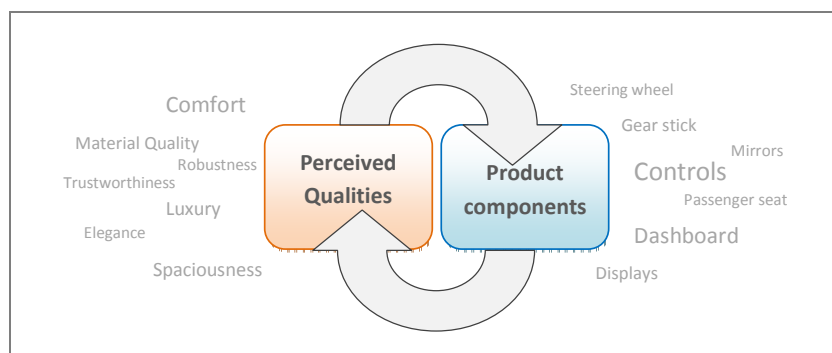 Comfort
Material Quality
Robustness
Trustworthiness
Luxury
Elegance
Spaciousness
Perceived
Qualities
Product
components
Steering wheel
Gear stick
Mirrors
Controls
Passenger seat
Dashboard
Displays